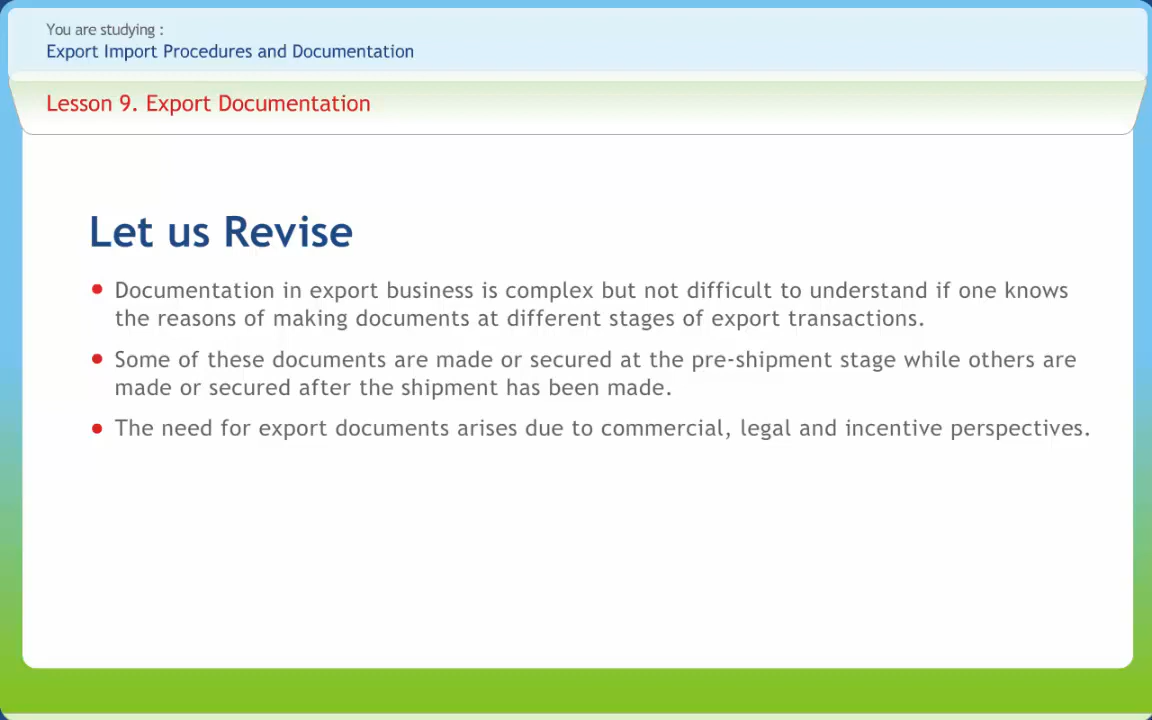 You are studying :
Export Import Procedures and Documentation
Lesson 9. Export Documentation
Let us Revise
Documentation in export business is complex but not difficult to understand if one knows
the reasons of making documents at different stages of export transactions.
Some of these documents are made or secured at the pre-shipment stage while others are
made or secured after the shipment has been made.
The need for export documents arises due to commercial, legal and incentive perspectives.